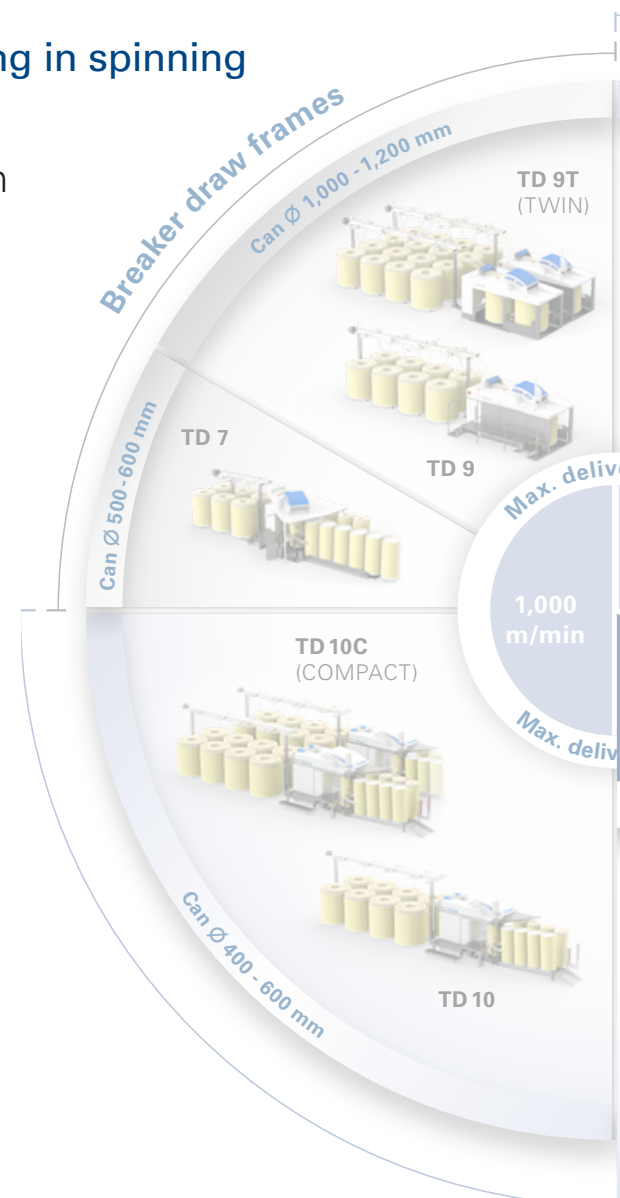 ng in spinning
Breaker draw frames
Can Ø 1,000 - 1,200 mm
TD 9T
(TWIN)
TD 9
Can Ø 500 - 600 mm
TD 7
Max. delive
1,000
m/min
Max. deliv
TD 10C
(COMPACT)
Can Ø 400 - 600 mm
TD 10